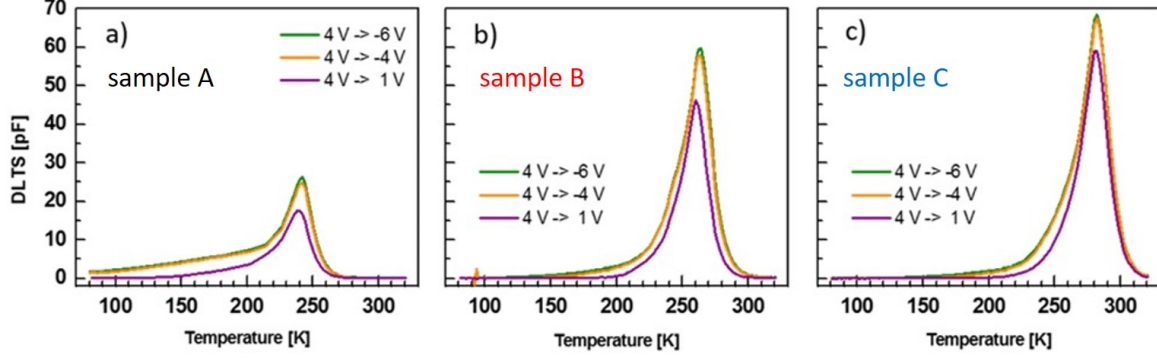 70
60
50
40
30
20
10
0
DLTS [pF]
a)
4 V -> -6 V
4 V -> -4 V
4 V -> 1 V
sample A
100 150 200 250 300
Temperature [K]
b)
sample B
4 V -> -6 V
4 V -> -4 V
4 V -> 1 V
100 150 200 250 300
Temperature [K]
c)
sample C
4 V -> -6 V
4 V -> -4 V
4 V -> 1 V
100 150 200 250 300
Temperature [K]